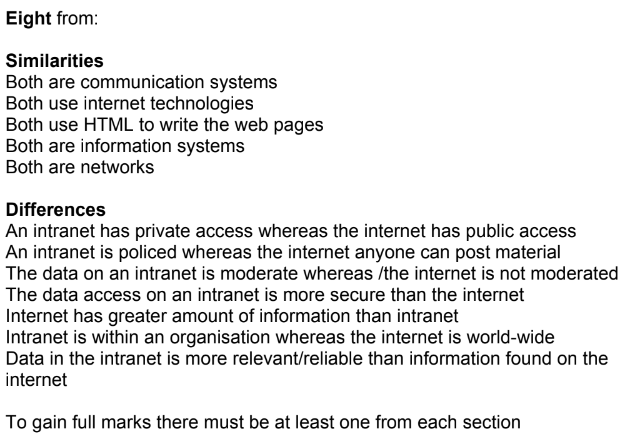 Eight from:
Similarities
Both are communication systems
Both use internet technologies
Both use HTML to write the web pages
Both are information systems
Both are networks
Differences
An intranet has private access whereas the internet has public access
An intranet is policed whereas the internet anyone can post material
The data on an intranet is moderate whereas /the internet is not moderated
The data access on an intranet is more secure than the internet
Internet has greater amount of information than intranet
Intranet is within an organisation whereas the internet is world-wide
Data in the intranet is more relevant/reliable than information found on the
internet
To gain full marks there must be at least one from each section